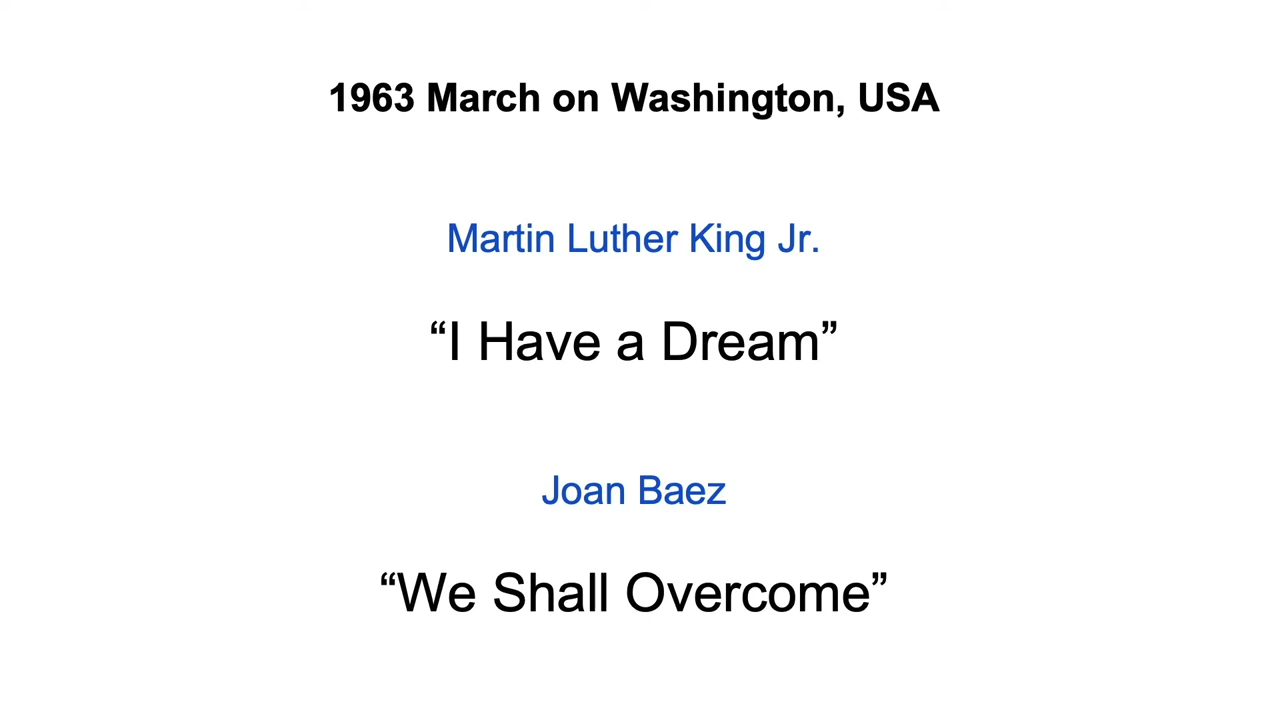 1963 March on Washington, USA
Martin Luther King Jr.
“I Have a Dream”
Joan Baez
“We Shall Overcome”